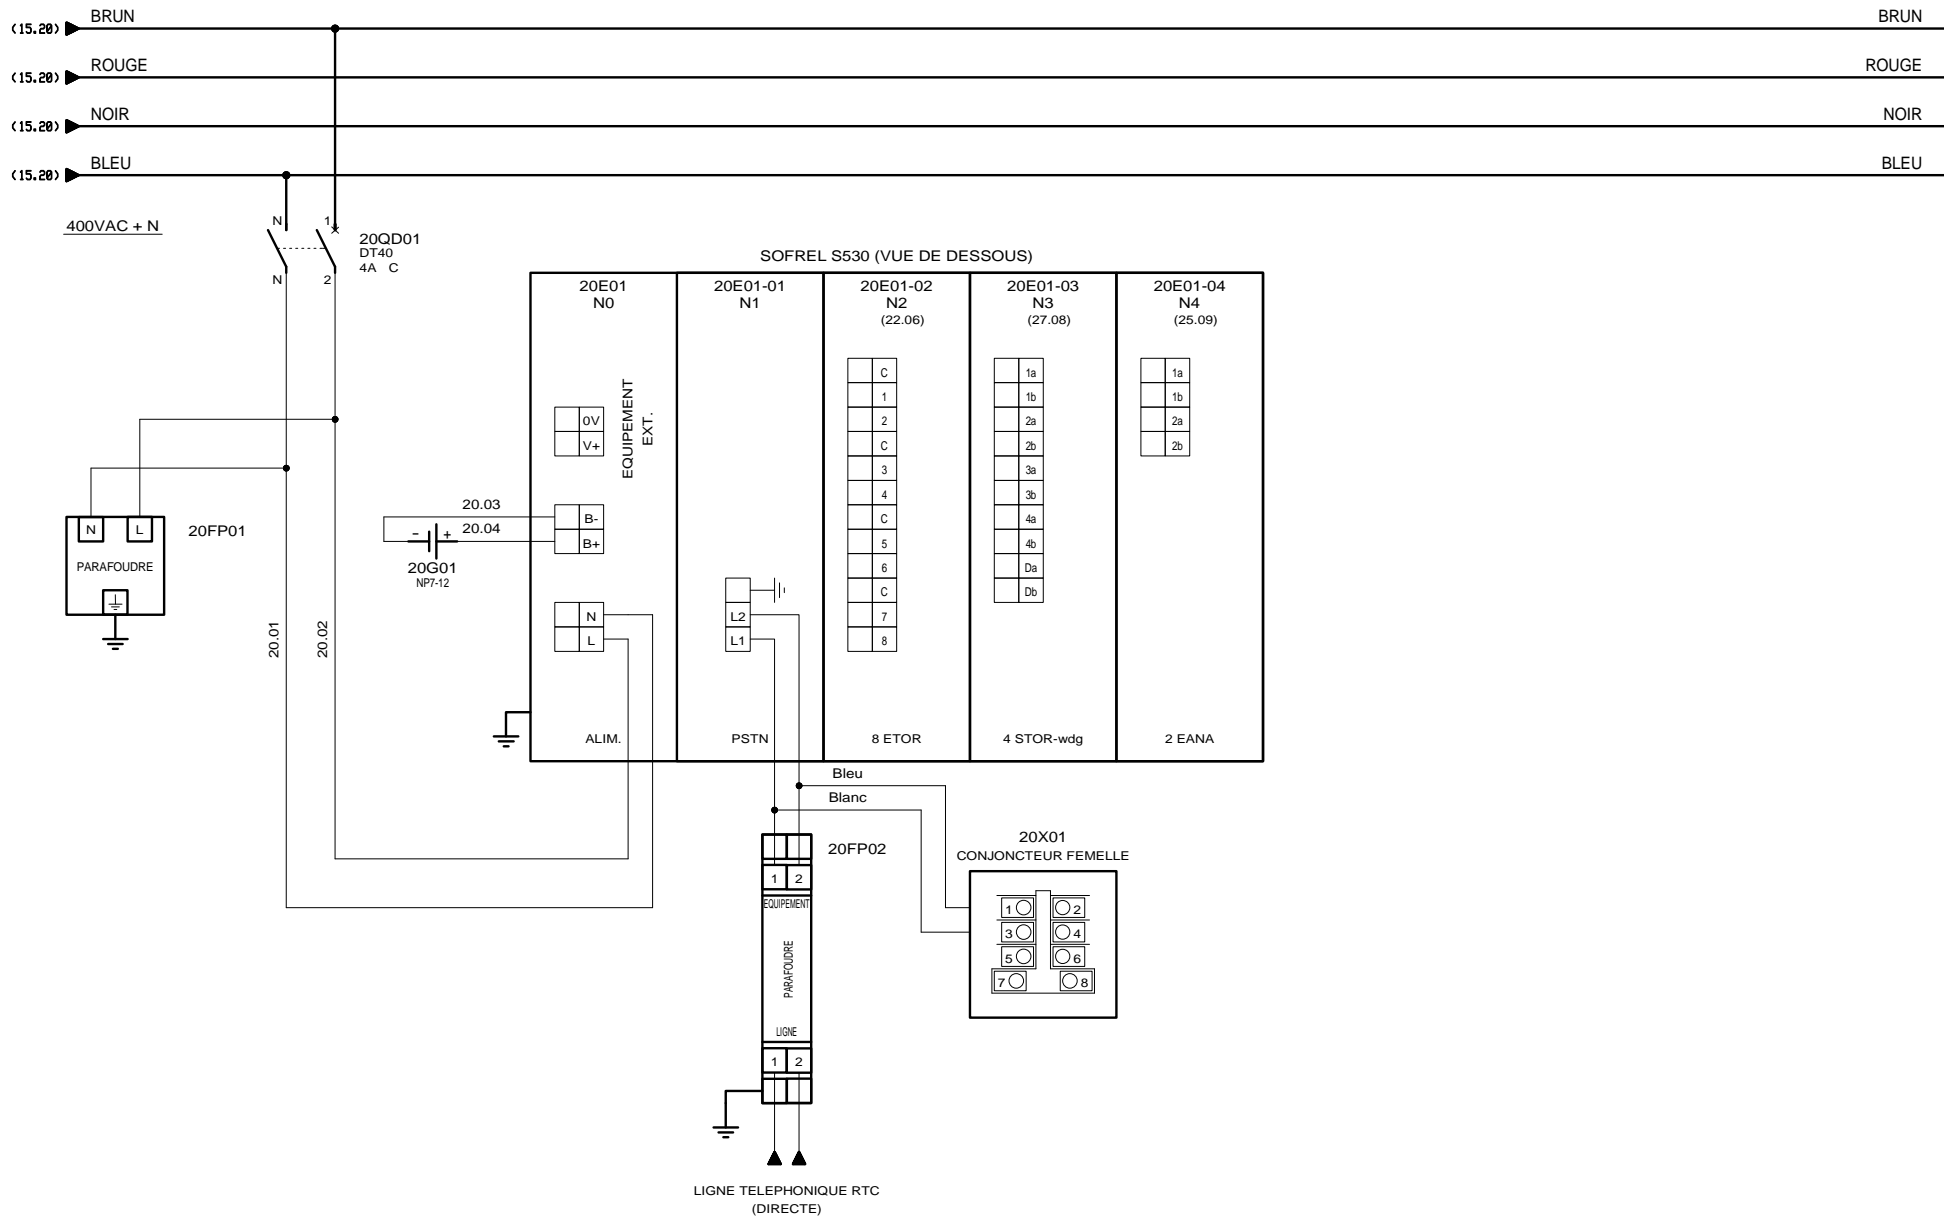 BRUN BRUN
(15.20)
ROUGE ROUGE
(15.20)
NOIR NOIR
(15.20)
BLEU BLEU
(15.20)
400VAC + N
N 1
20QD01
DT40
4A C
N 2
SOFREL S530 (VUE DE DESSOUS)
20E01
N0
EQUIPEMENT
EXT.
0V
V+
B-
B+
N
L
ALIM.
20E01-01
N1
L2
L1
PSTN
20E01-02
N2
(22.06)
C
1
2
C
3
4
C
5
6
C
7
8
8 ETOR
20E01-03
N3
(27.08)
1a
1b
2a
2b
3a
3b
4a
4b
Da
Db
4 STOR-wdg
20E01-04
N4
(25.09)
1a
1b
2a
2b
2 EANA
N L
20FP01
PARAFOUDRE
20.03
20.04
- +
20G01
NP7-12
20.01
20.02
Bleu
Blanc
20FP02
1 2
EQUIPEMENT
PARAFOUDRE
LIGNE
1 2
20X01
CONJONCTEUR FEMELLE
1 2
3 4
5 6
7 8
LIGNE TELEPHONIQUE RTC
(DIRECTE)